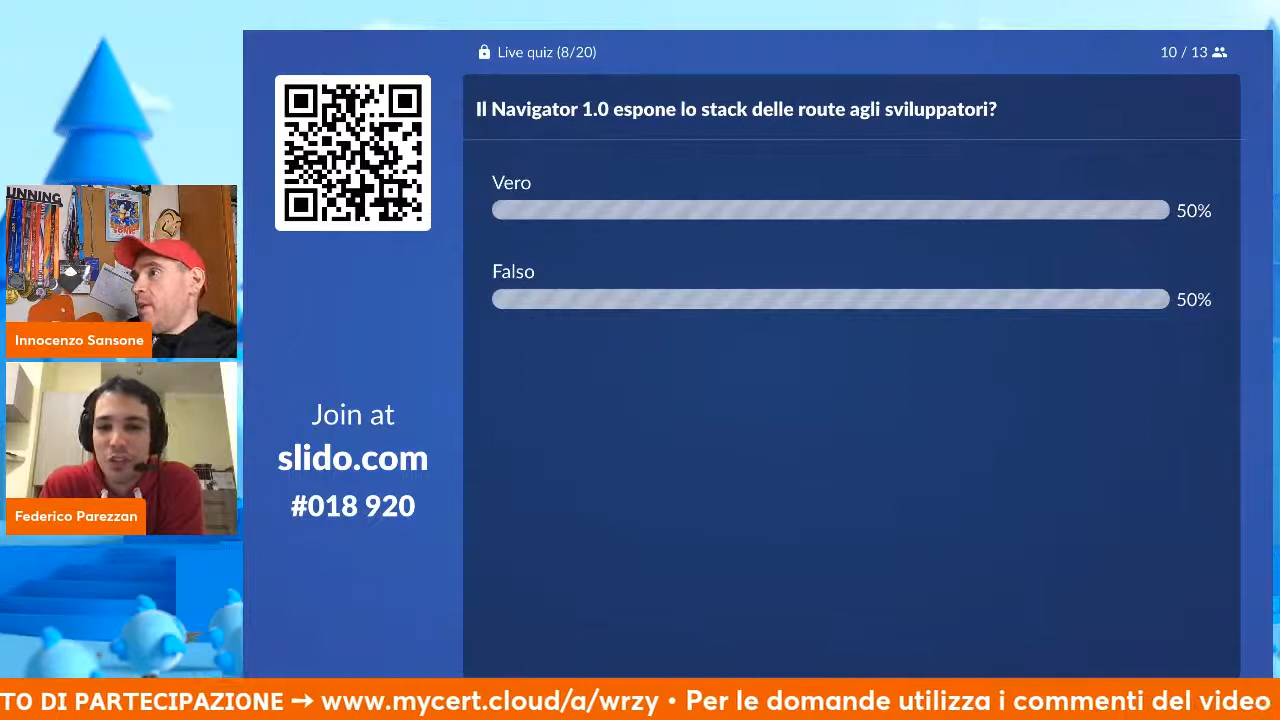 Live quiz (8/20)
10 / 13
Il Navigator 1.0 espone lo stack delle route agli sviluppatori?
Vero
50%
Falso
50%
UNNING
Innocenzo Sansone
Federico Parezzan
Join at
slido.com
#018 920
TO DI PARTECIPAZIONE → www.mycert.cloud/a/wrzy • Per le domande utilizza i commenti del video